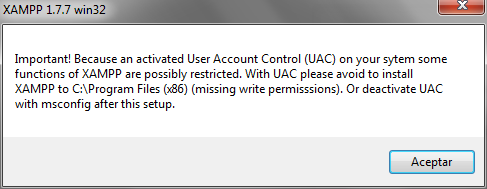 XAMPP 1.7.7 win32
Important! Because an activated User Account Control (UAC) on your sytem some
functions of XAMPP are possibly restricted. With UAC please avoid to install
XAMPP to C:\Program Files (x86) (missing write permisssions). Or deactivate UAC
with msconfig after this setup.
Aceptar